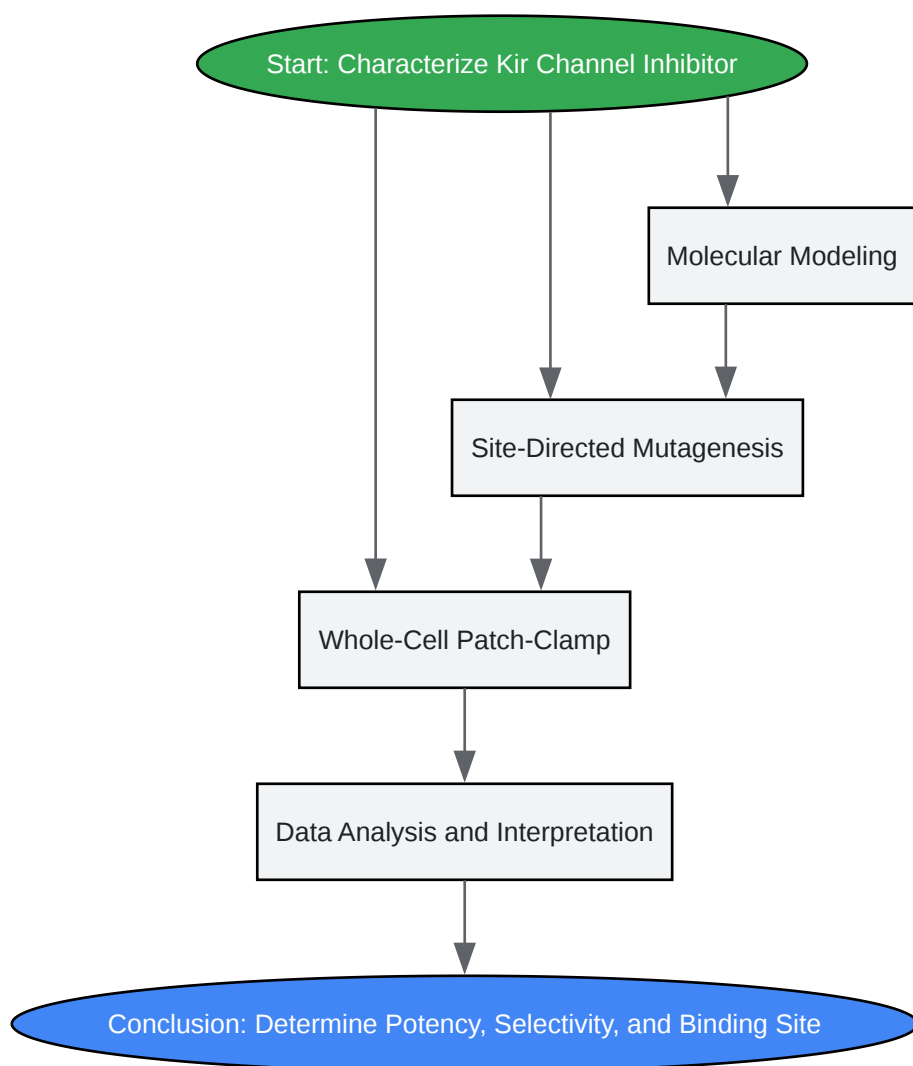 Start: Characterize Kir Channel Inhibitor
Molecular Modeling
Site-Directed Mutagenesis
Whole-Cell Patch-Clamp
Data Analysis and Interpretation
Conclusion: Determine Potency, Selectivity, and Binding Site